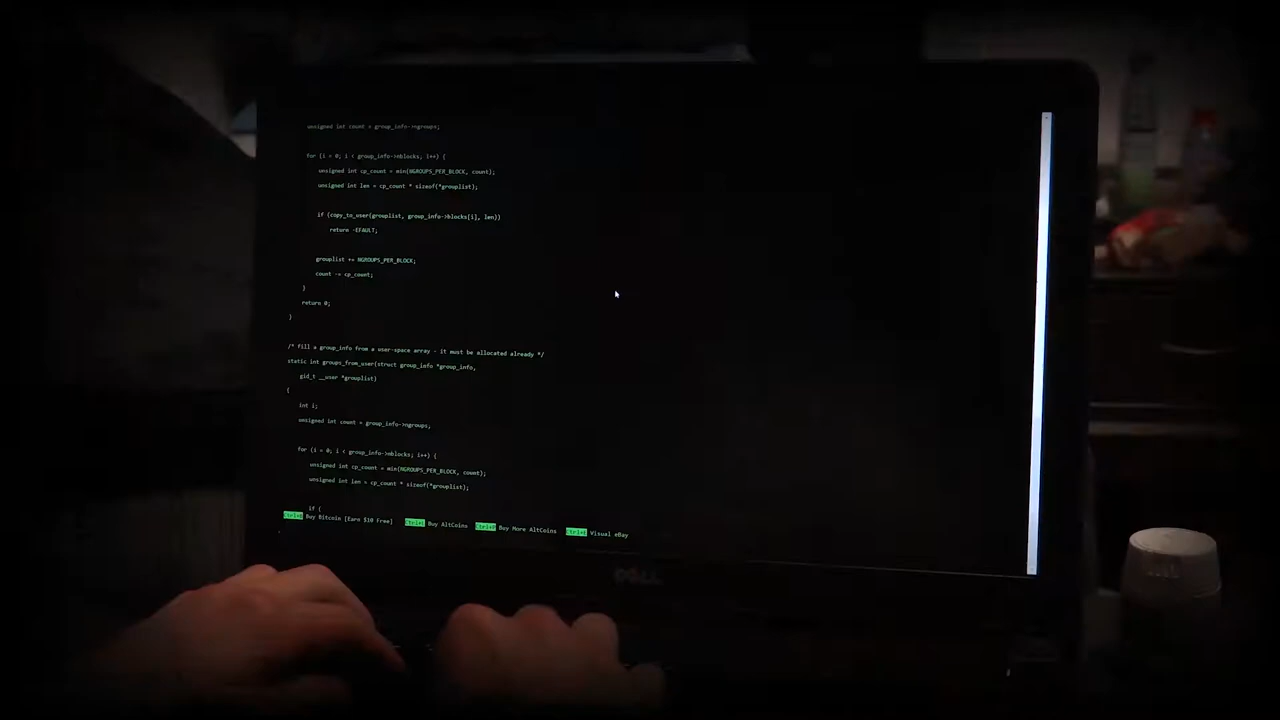 unsigned int count = group_info->ngroups;
for (i = 0; i < group_info->nblocks; i++) {
unsigned int cp_count = min(NGROUPS_PER_BLOCK, count);
unsigned int len = cp_count * sizeof(*grouplist);
if (copy_to_user(grouplist, group_info->blocks[i], len))
return -EFAULT;
grouplist += NGROUPS_PER_BLOCK;
count -= cp_count;
}
return 0;
}
/* fill a group_info from a user-space array - it must be allocated already */
static int groups_from_user(struct group_info *group_info,
gid_t __user *grouplist)
{
int i;
unsigned int count = group_info->ngroups;
for (i = 0; i < group_info->nblocks; i++) {
unsigned int cp_count = min(NGROUPS_PER_BLOCK, count);
unsigned int len = cp_count * sizeof(*grouplist);
if (
Buy Bitcoin [Earn $10 Free] Buy AltCoins Buy More AltCoins Visual eBay
DELL